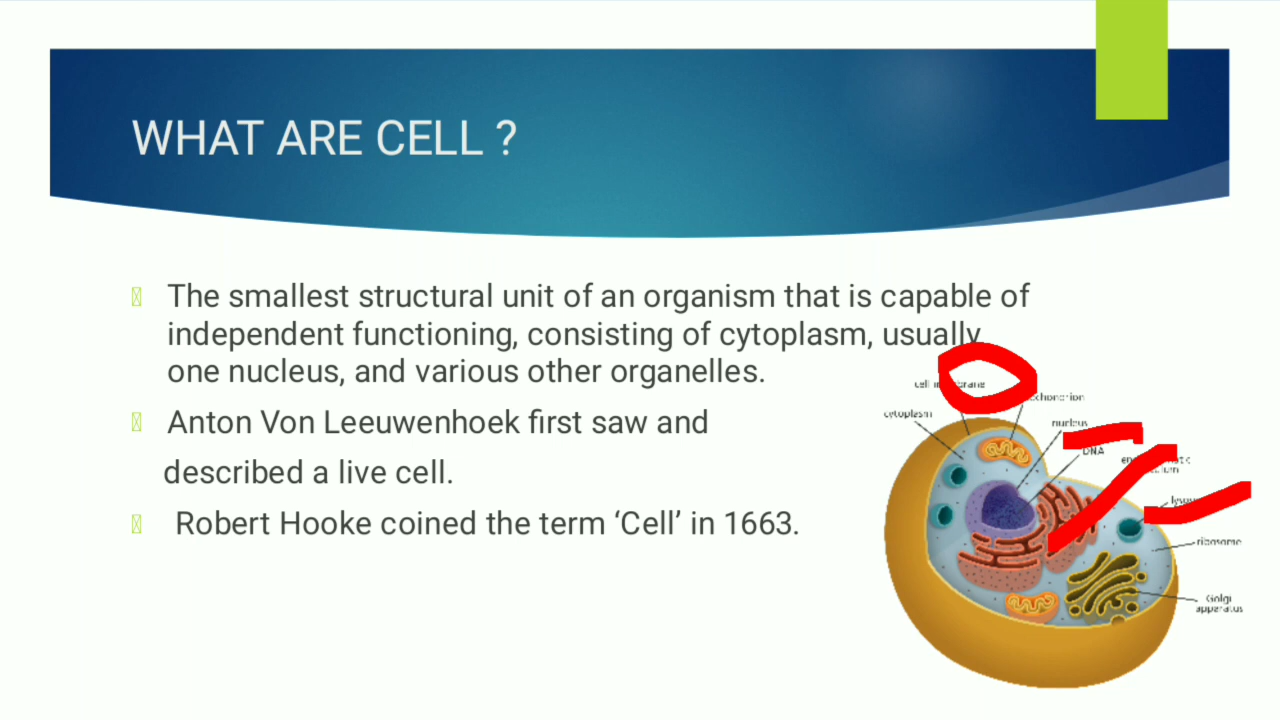 WHAT ARE CELL ?
The smallest structural unit of an organism that is capable of
independent functioning, consisting of cytoplasm, usually
one nucleus, and various other organelles.
Anton Von Leeuwenhoek first saw and
described a live cell.
Robert Hooke coined the term ‘Cell’ in 1663.
cell
cytoplasm
nucleus
DNA
ribosome
Golgi
apparatus